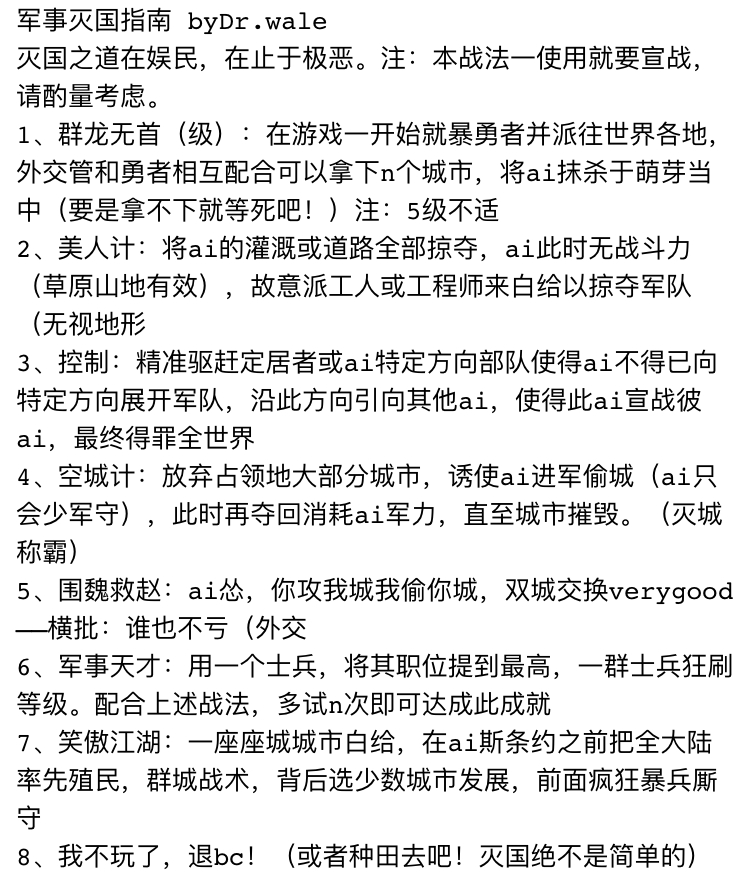 军事灭国指南 byDr.wale
灭国之道在娱民，在止于极恶。注：本战法一使用就要宣战，
请酌量考虑。
1、群龙无首（级）：在游戏一开始就暴勇者并派往世界各地，
外交管和勇者相互配合可以拿下n个城市，将ai抹杀于萌芽当
中（要是拿不下就等死吧！）注：5级不适
2、美人计：将ai的灌溉或道路全部掠夺，ai此时无战斗力
（草原山地有效），故意派工人或工程师来白给以掠夺军队
（无视地形
3、控制：精准驱赶定居者或ai特定方向部队使得ai不得已向
特定方向展开军队，沿此方向引向其他ai，使得此ai宣战彼
ai，最终得罪全世界
4、空城计：放弃占领地大部分城市，诱使ai进军偷城（ai只
会少军守），此时再夺回消耗ai军力，直至城市摧毁。（灭城
称霸）
5、围魏救赵：ai怂，你攻我城我偷你城，双城交换verygood
——横批：谁也不亏（外交
6、军事天才：用一个士兵，将其职位提到最高，一群士兵狂刷
等级。配合上述战法，多试n次即可达成此成就
7、笑傲江湖：一座座城城市白给，在ai斯条约之前把全大陆
率先殖民，群城战术，背后选少数城市发展，前面疯狂暴兵厮
守
8、我不玩了，退bc！（或者种田去吧！灭国绝不是简单的）